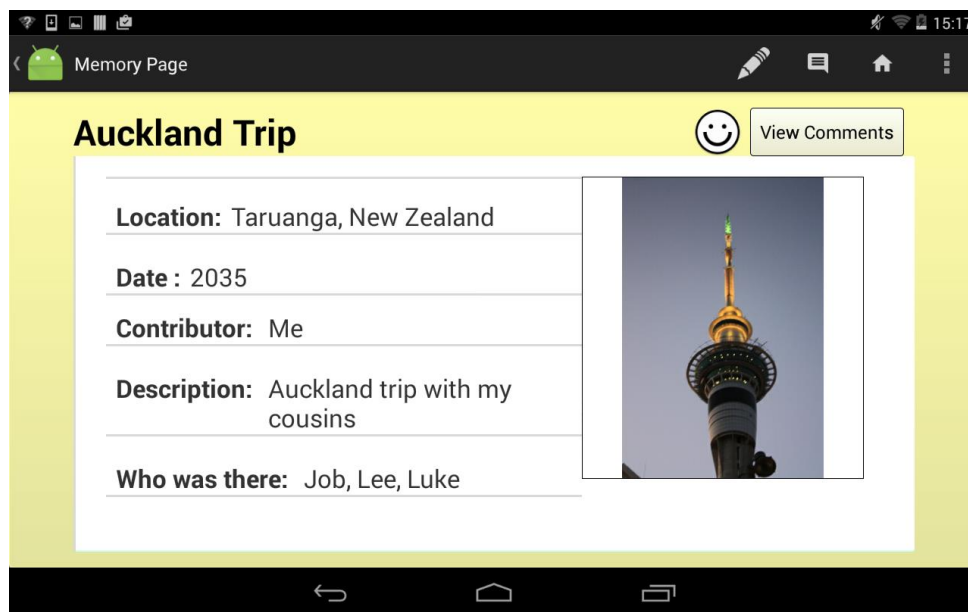 15:17
Memory Page
Auckland Trip
View Comments
Location: Taruanga, New Zealand
Date : 2035
Contributor: Me
Description: Auckland trip with my
cousins
Who was there: Job, Lee, Luke